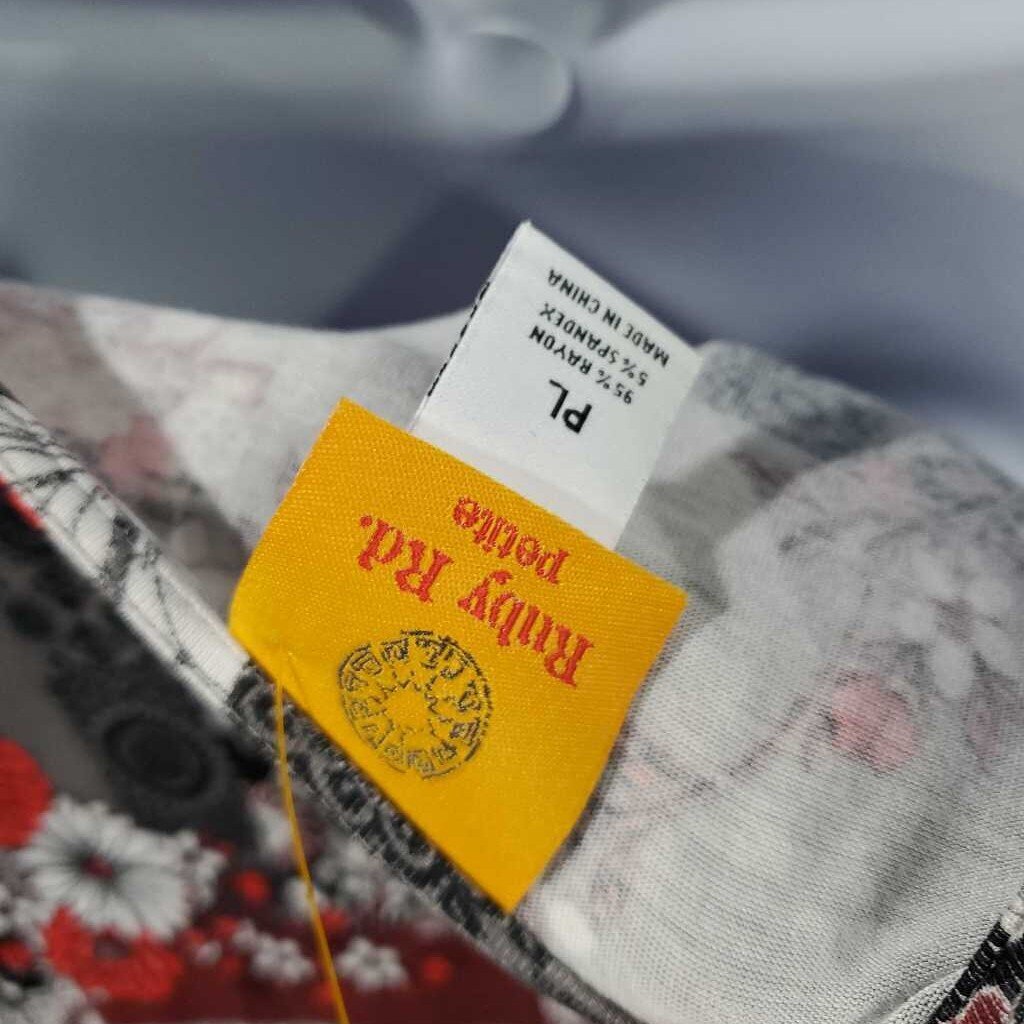 Ruby Rd.
petite
PL
95% RAYON
5% SPANDEX
MADE IN CHINA